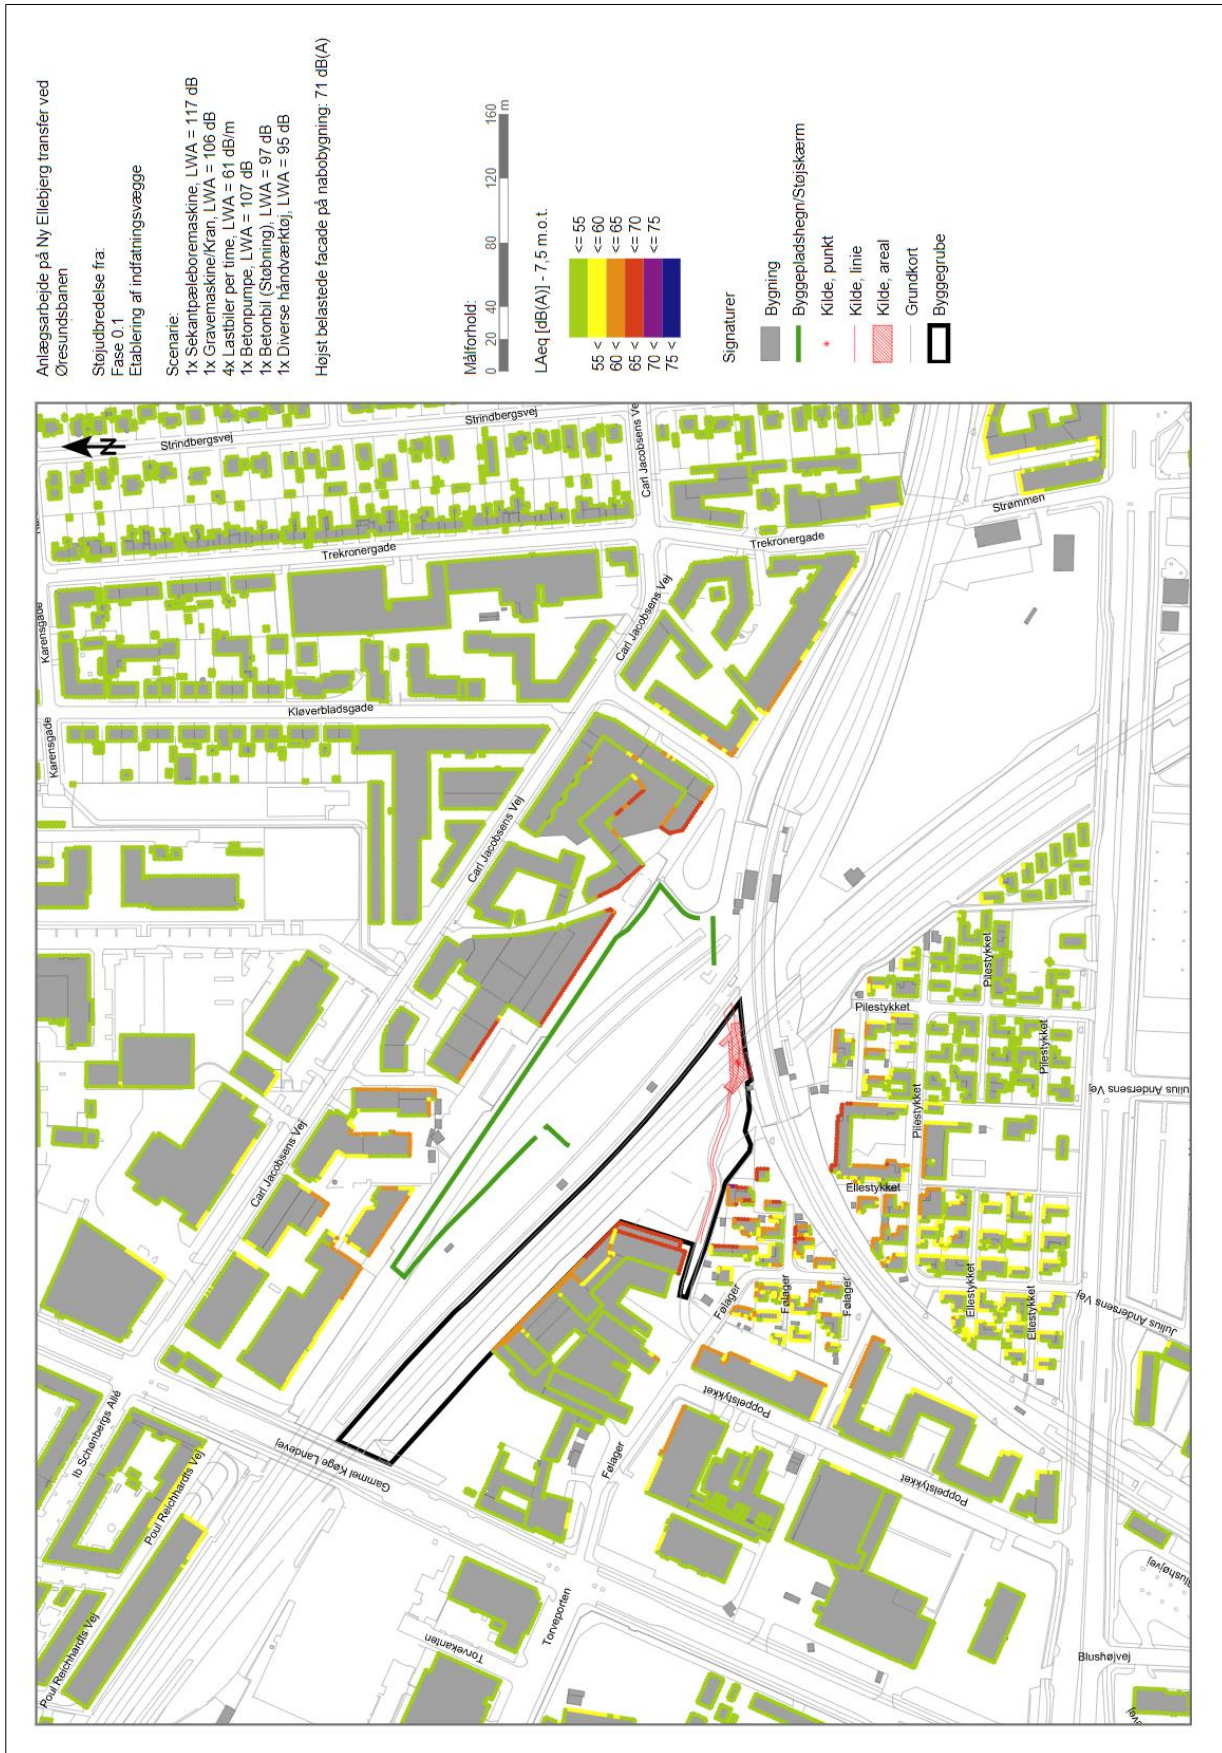 Anlægsarbejde på Ny Ellebjerg transfer ved
Øresundsbanen
Støjudbredelse fra:
Fase 0.1
Etablering af indfatningsvægge
Scenarie:
1x Sekantpæleboremaskine, LWA = 117 dB
1x Gravemaskine/Kran, LWA = 106 dB
4x Lastbiler per time, LWA = 61 dB/m
1x Betonpumpe, LWA = 107 dB
1x Betonbil (Støbning), LWA = 97 dB
1x Diverse håndværktøj, LWA = 95 dB
Højst belastede facade på nabobygning: 71 dB(A)
Målforhold:
0 20 40 80 120 160
m
LAeq [dB(A)] - 7,5 m.o.t.
<= 55
55 < <= 60
60 < <= 65
65 < <= 70
70 < <= 75
75 <
Signaturer
Bygning
Byggepladshegn/Støjskærm
Kilde, punkt
Kilde, linie
Kilde, areal
Grundkort
Byggegrube
N
Strindbergsvej
Strindbergsvej
Carl Jacobsens Ve
Trekronergade
Trekronergade
Strømmen
Karensgade
Karensgade
Kløverbladsgade
Carl Jacobsens Vej
Carl Jacobsens Vej
Carl Jacobsens Vej
Ib Schønbergs Allé
Poul Reichhardts Vej
Poul Reichhardts Vej
Gammel Køge Landevej
Torvekanten
Torveporten
Følager
Følager
Følager
Følager
Poppelstykket
Poppelstykket
Pilestykket
Pilestykket
Pilestykket
Pilestykket
Ellestykket
Ellestykket
Ellestykket
Julius Andersens Vej
ulius Andersens Vej
Blushøjvej
Blushøjvej